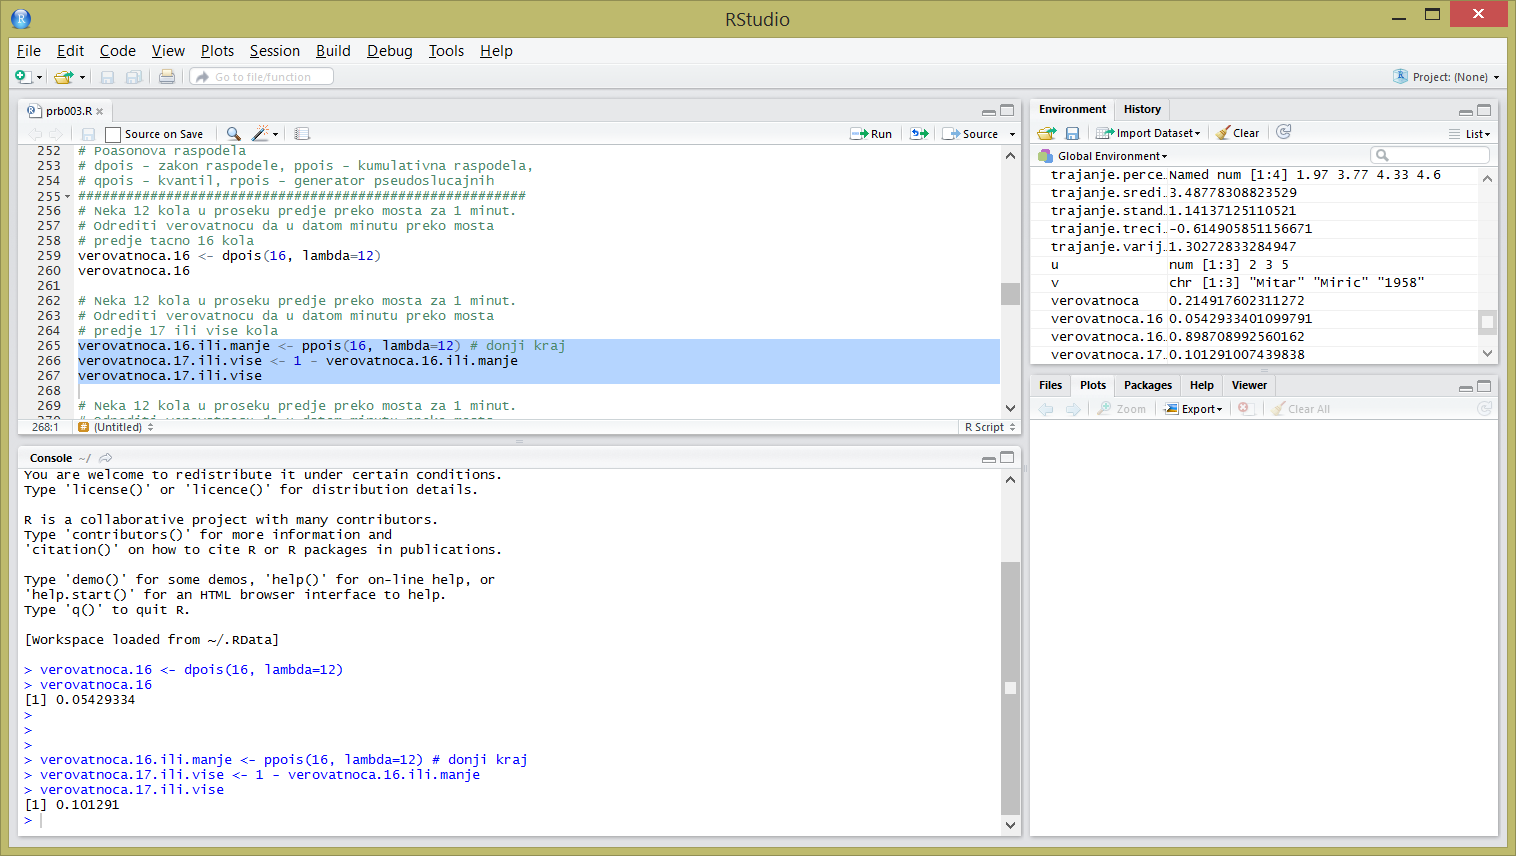 RStudio
File Edit Code View Plots Session Build Debug Tools Help
Go to file/function
Project: (None)
prb003.R
Source on Save
Run
Source
252 # Poasonova raspodela
253 # dpois - zakon raspodele, ppois - kumulativna raspodela,
254 # qpois - kvantil, rpois - generator pseudoslucajnih
255 ########################################################
256 # Neka 12 kola u proseku predje preko mosta za 1 minut.
257 # Odrediti verovatnocu da u datom minutu preko mosta
258 # predje tacno 16 kola
259 verovatnoca.16 <- dpois(16, lambda=12)
260 verovatnoca.16
261
262 # Neka 12 kola u proseku predje preko mosta za 1 minut.
263 # Odrediti verovatnocu da u datom minutu preko mosta
264 # predje 17 ili vise kola
265 verovatnoca.16.ili.manje <- ppois(16, lambda=12) # donji kraj
266 verovatnoca.17.ili.vise <- 1 - verovatnoca.16.ili.manje
267 verovatnoca.17.ili.vise
268
269 # Neka 12 kola u proseku predje preko mosta za 1 minut.
268:1
# (Untitled)
R Script
Console ~/
You are welcome to redistribute it under certain conditions.
Type 'license()' or 'licence()' for distribution details.
R is a collaborative project with many contributors.
Type 'contributors()' for more information and
'citation()' on how to cite R or R packages in publications.
Type 'demo()' for some demos, 'help()' for on-line help, or
'help.start()' for an HTML browser interface to help.
Type 'q()' to quit R.
[Workspace loaded from ~/.RData]
> verovatnoca.16 <- dpois(16, lambda=12)
> verovatnoca.16
[1] 0.05429334
>
>
>
> verovatnoca.16.ili.manje <- ppois(16, lambda=12) # donji kraj
> verovatnoca.17.ili.vise <- 1 - verovatnoca.16.ili.manje
> verovatnoca.17.ili.vise
[1] 0.101291
>
Environment History
Import Dataset
Clear
List
Global Environment
trajanje.perce… Named num [1:4] 1.97 3.77 4.33 4.6
trajanje.sredi… 3.48778308823529
trajanje.stand… 1.14137125110521
trajanje.treci… -0.614905851156671
trajanje.varij… 1.30272833284947
u num [1:3] 2 3 5
v chr [1:3] "Mitar" "Miric" "1958"
verovatnoca 0.214917602311272
verovatnoca.16 0.0542933401099791
verovatnoca.16… 0.898708992560162
verovatnoca.17… 0.101291007439838
Files Plots Packages Help Viewer
Zoom
Export
Clear All